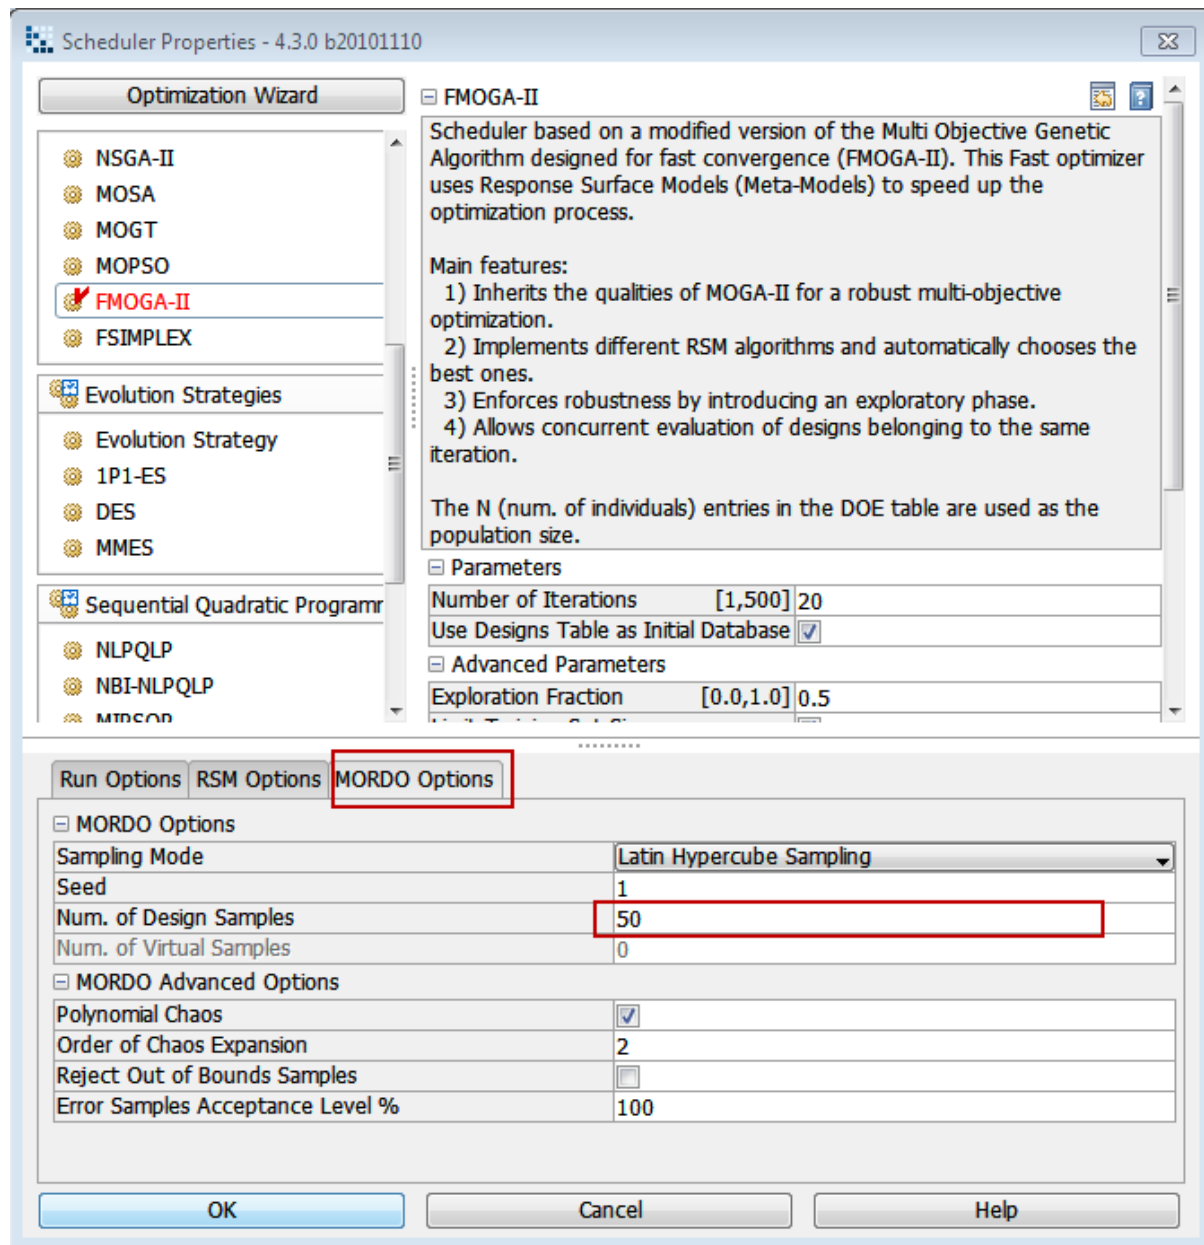 Scheduler Properties - 4.3.0 b20101110
Optimization Wizard
NSGA-II
MOSA
MOGT
MOPSO
FMOGA-II
FSIMPLEX
Evolution Strategies
Evolution Strategy
1P1-ES
DES
MMES
Sequential Quadratic Programr
NLPQLP
NBI-NLPQLP
FMOGA-II
Scheduler based on a modified version of the Multi Objective Genetic
Algorithm designed for fast convergence (FMOGA-II). This Fast optimizer
uses Response Surface Models (Meta-Models) to speed up the
optimization process.
Main features:
1) Inherits the qualities of MOGA-II for a robust multi-objective
optimization.
2) Implements different RSM algorithms and automatically chooses the
best ones.
3) Enforces robustness by introducing an exploratory phase.
4) Allows concurrent evaluation of designs belonging to the same
iteration.
The N (num. of individuals) entries in the DOE table are used as the
population size.
Parameters
Number of Iterations [1,500] 20
Use Designs Table as Initial Database
Advanced Parameters
Exploration Fraction [0.0,1.0] 0.5
Run Options RSM Options MORDO Options
MORDO Options
Sampling Mode Latin Hypercube Sampling
Seed 1
Num. of Design Samples 50
Num. of Virtual Samples 0
MORDO Advanced Options
Polynomial Chaos
Order of Chaos Expansion 2
Reject Out of Bounds Samples
Error Samples Acceptance Level % 100
OK Cancel Help